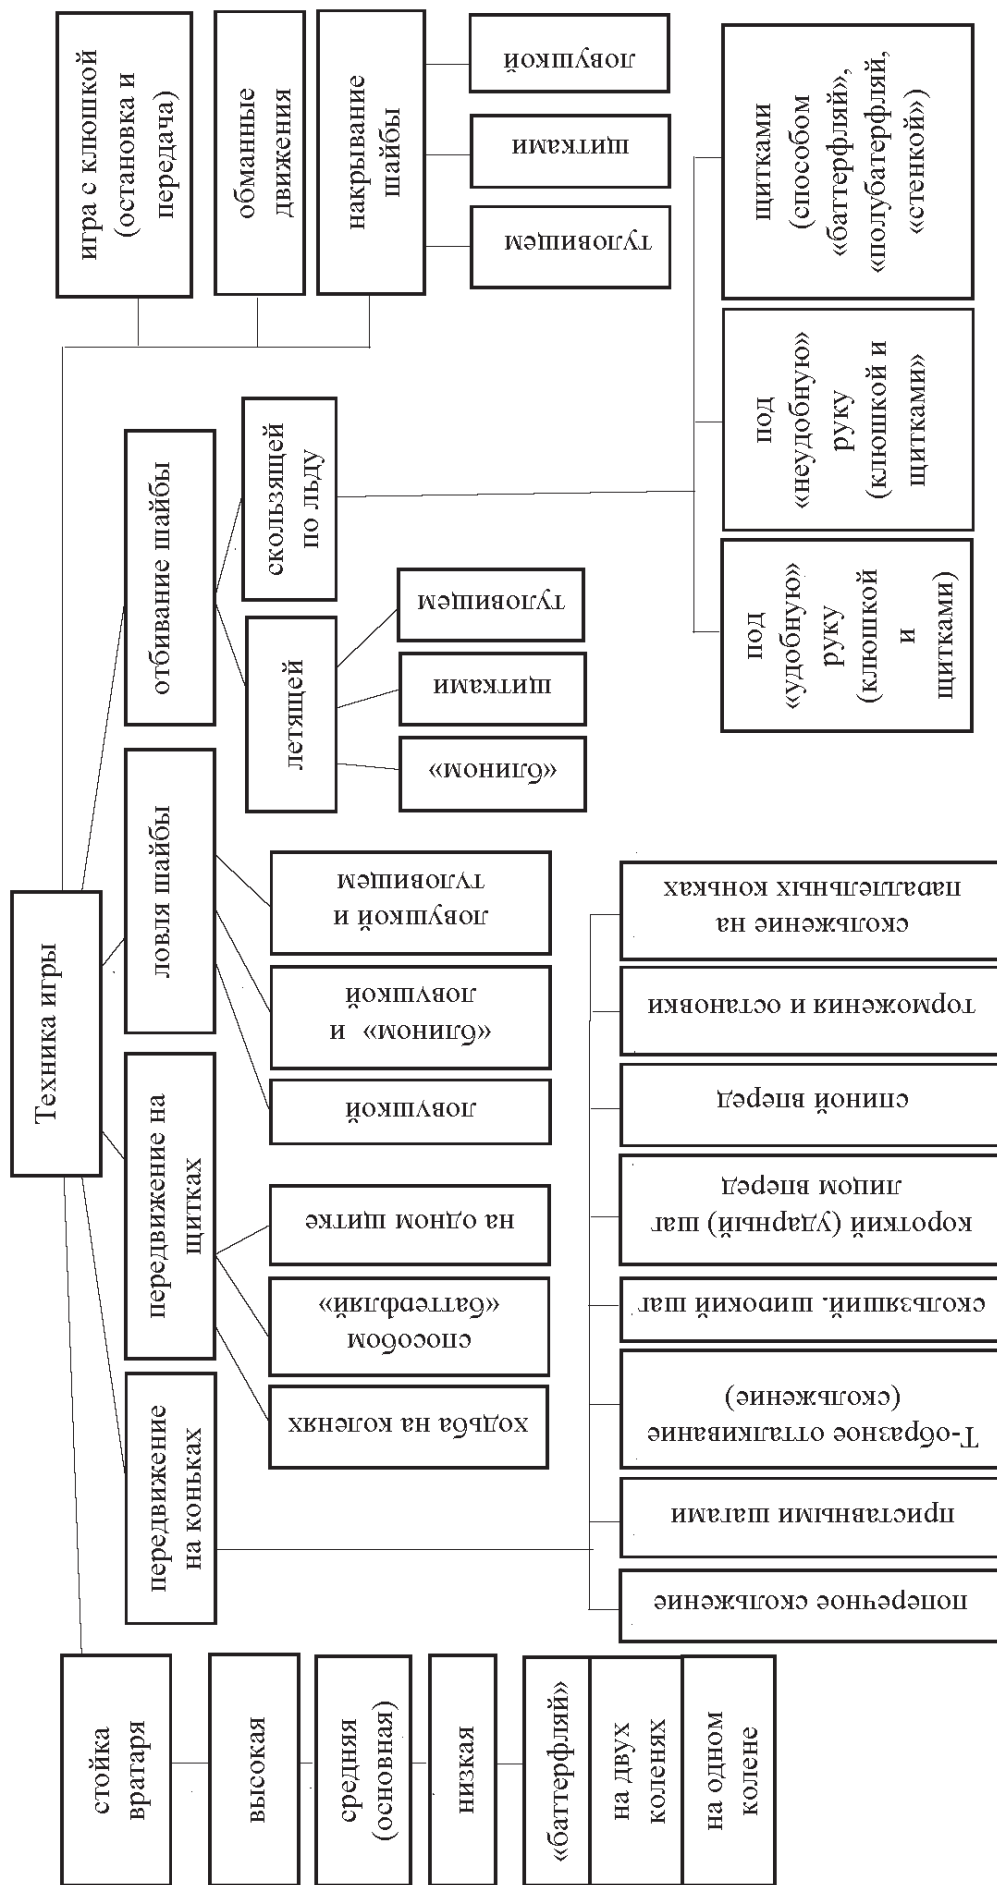 Техника игры
стойка
вратаря
высокая
средняя
(основная)
низкая
«баттерфляй»
на двух
коленях
на одном
колене
передвижение
на коньках
поперечное скольжение
приставными шагами
Т-образное отталкивание
(скольжение)
скользящий. широкий шаг
короткий (ударный) шаг
лицом вперед
спиной вперед
торможения и остановки
скольжение на
параллельных коньках
передвижение на
щитках
ходьба на коленях
способом
«баттерфляй»
на одном щитке
ловля шайбы
ловушкой
«блином» и
ловушкой
ловушкой и
туловищем
отбивание шайбы
летящей
«блином»
щитками
туловищем
скользящей
по льду
под
«удобную»
руку
(клюшкой
и
щитками)
под
«неудобную»
руку
(клюшкой и
щитками»
щитками
(способом
«баттерфляй»,
«полубатерфляй,
«стенкой»)
игра с клюшкой
(остановка и
передача)
обманные
движения
накрывание
шайбы
туловищем
щитками
ловушкой